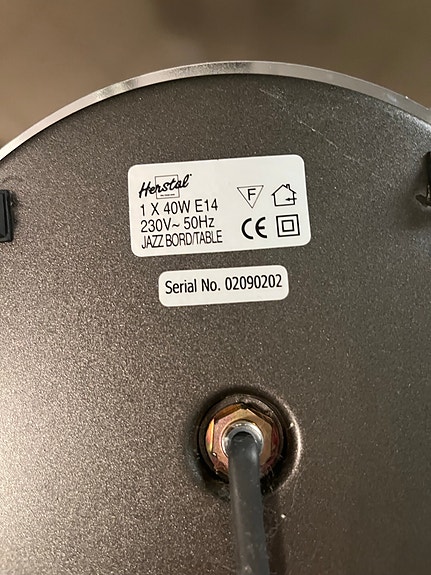 Herstal
1 X 40W E14
230V~ 50Hz
JAZZ BORD/TABLE
F
CE
Serial No. 02090202